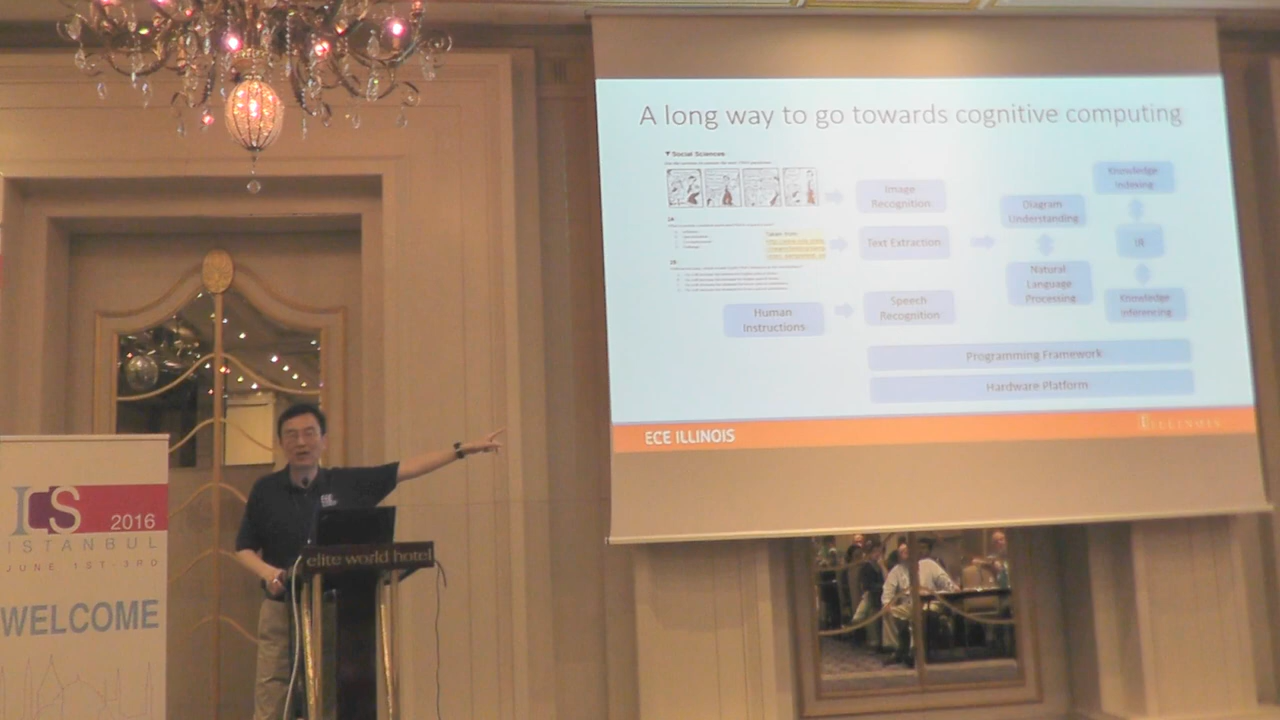 A long way to go towards cognitive computing
Social Sciences
Image
Recognition
Text Extraction
Human
Instructions
Speech
Recognition
Diagram
Understanding
Natural
Language
Processing
Knowledge
Indexing
IR
Knowledge
Inferencing
Programming Framework
Hardware Platform
ECE ILLINOIS
ILLINOIS
ICS
2016
ISTANBUL
JUNE 1ST-3RD
WELCOME
elite world hotel